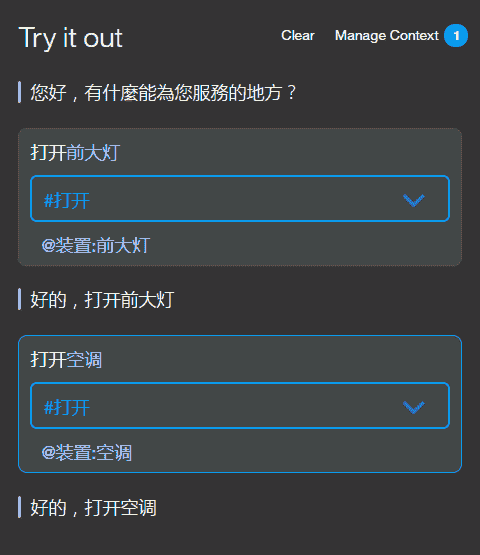 Try it out
Clear
Manage Context 1
您好，有什麼能為您服務的地方？
打开前大灯
#打开
@装置:前大灯
好的，打开前大灯
打开空调
#打开
@装置:空调
好的，打开空调